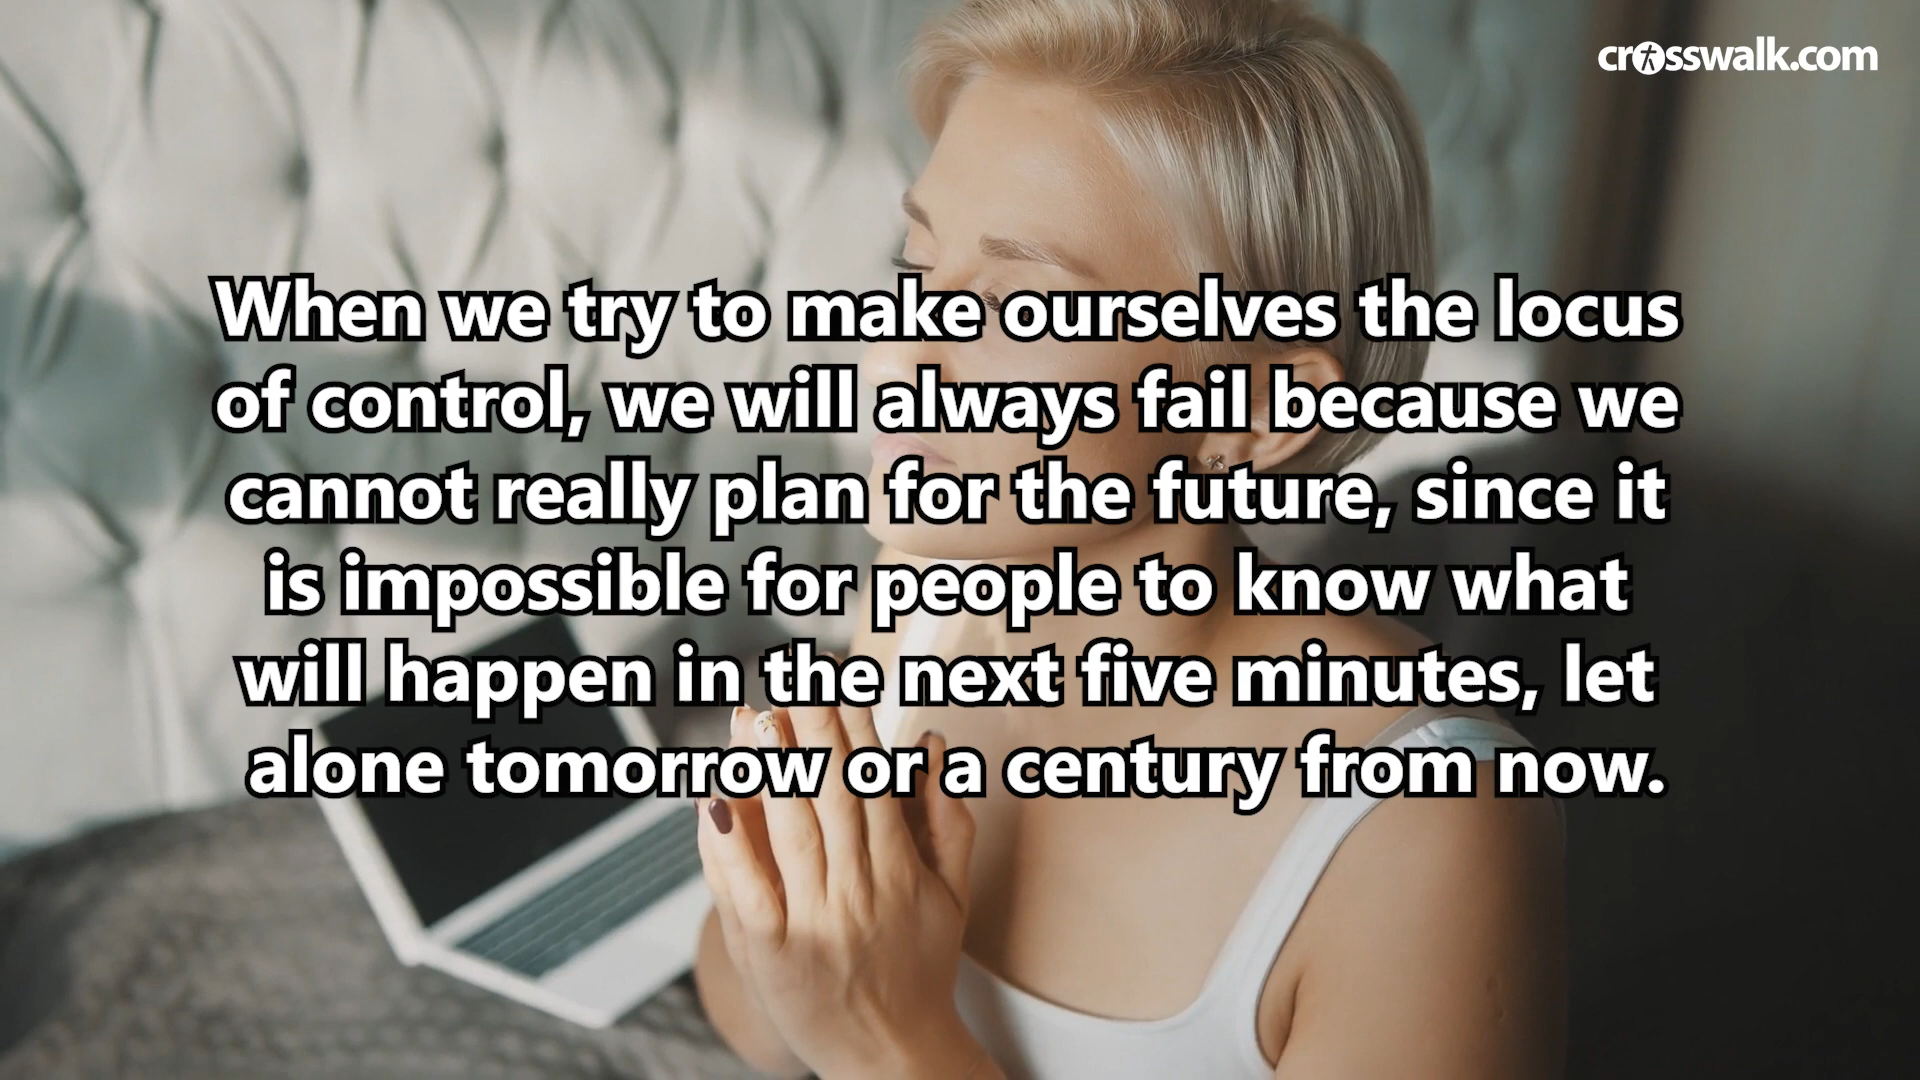 crosswalk.com
When we try to make ourselves the locus
of control, we will always fail because we
cannot really plan for the future, since it
is impossible for people to know what
will happen in the next five minutes, let
alone tomorrow or a century from now.